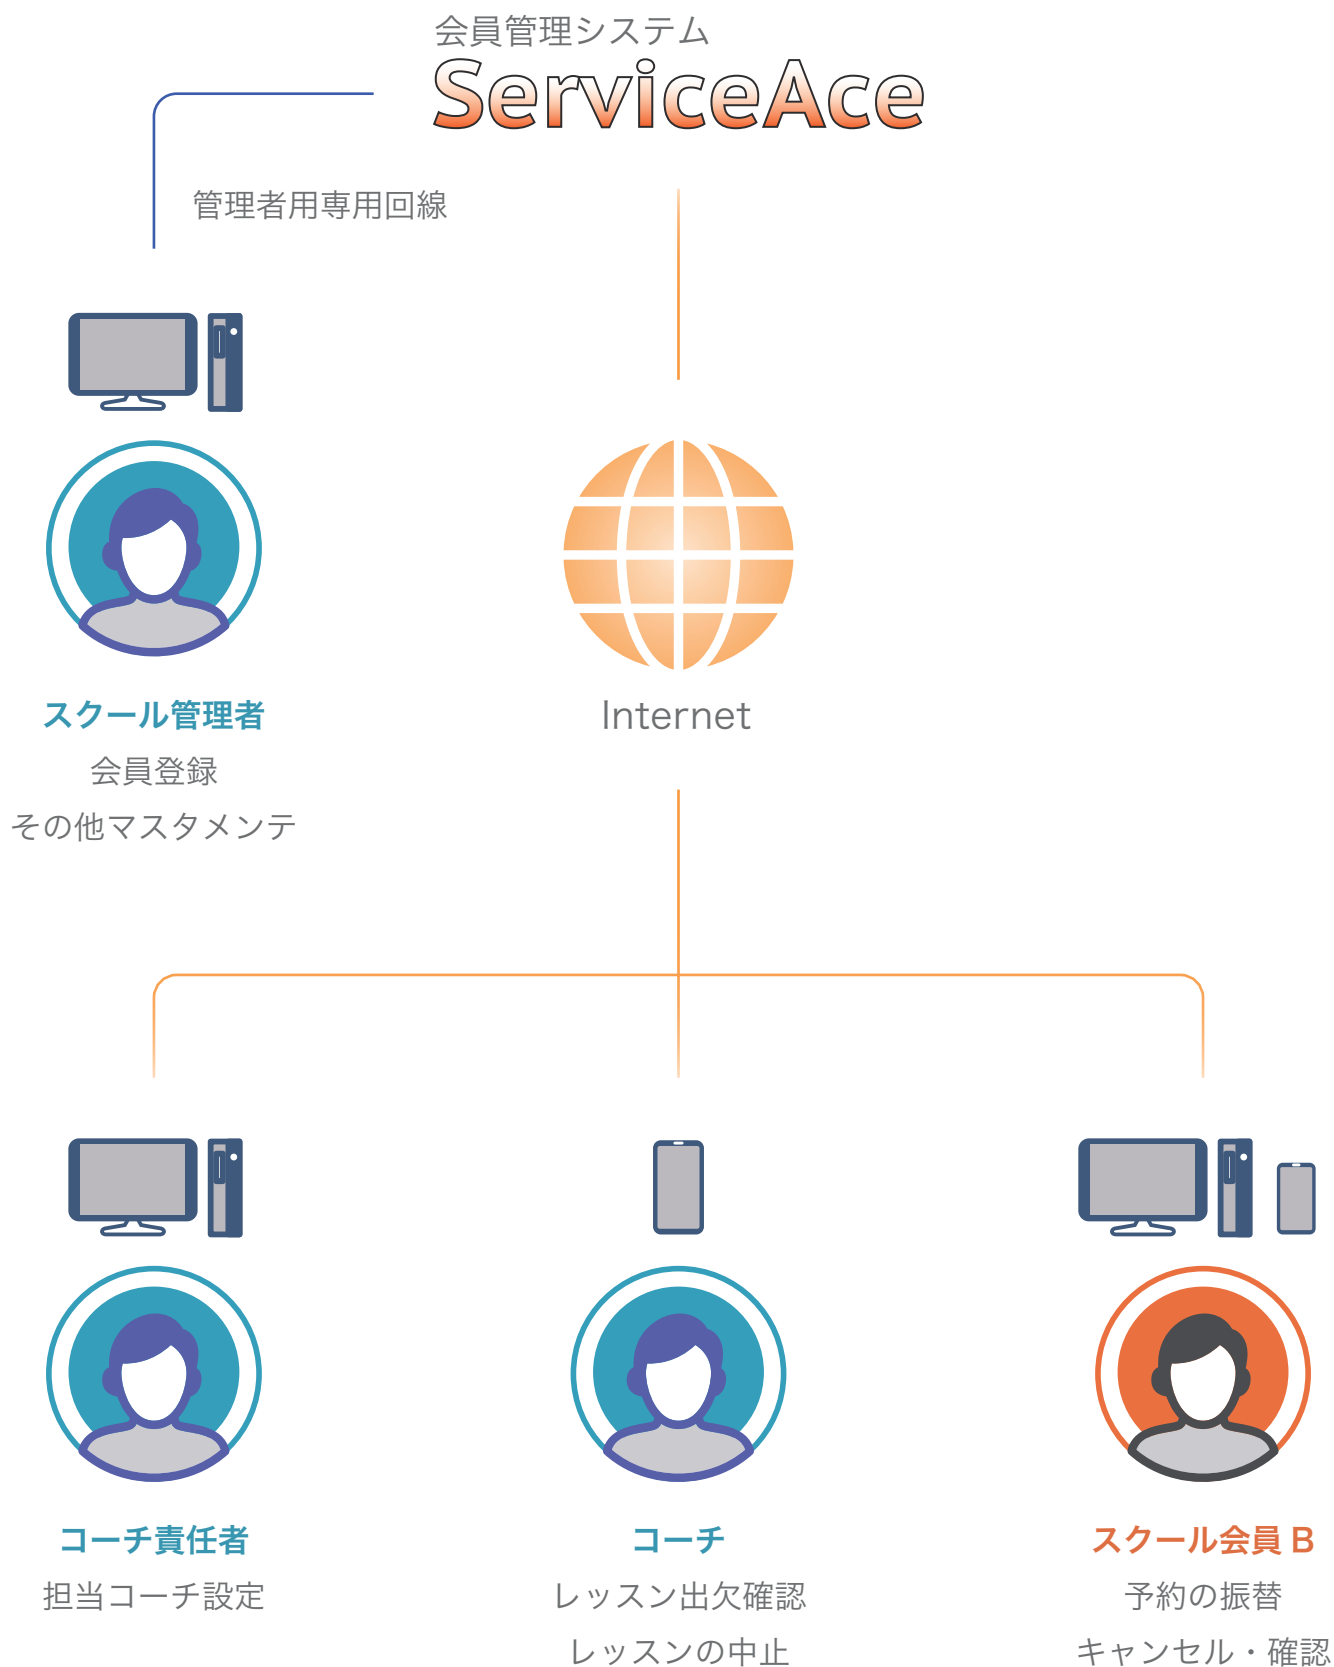 会員管理システム
ServiceAce
管理者用専用回線
スクール管理者
会員登録
その他マスタメンテ
Internet
コーチ責任者
担当コーチ設定
コーチ
レッスン出欠確認
レッスンの中止
スクール会員 B
予約の振替
キャンセル・確認